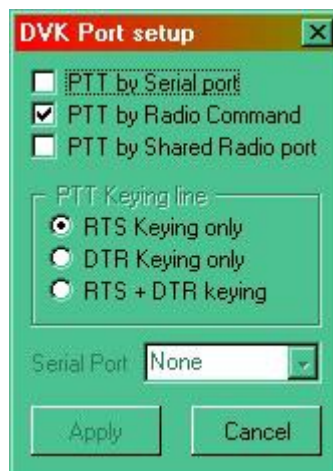 DVK Port setup
PTT by Serial port
PTT by Radio Command
PTT by Shared Radio port
PTT Keying line
RTS Keying only
DTR Keying only
RTS + DTR keying
Serial Port None
Apply Cancel